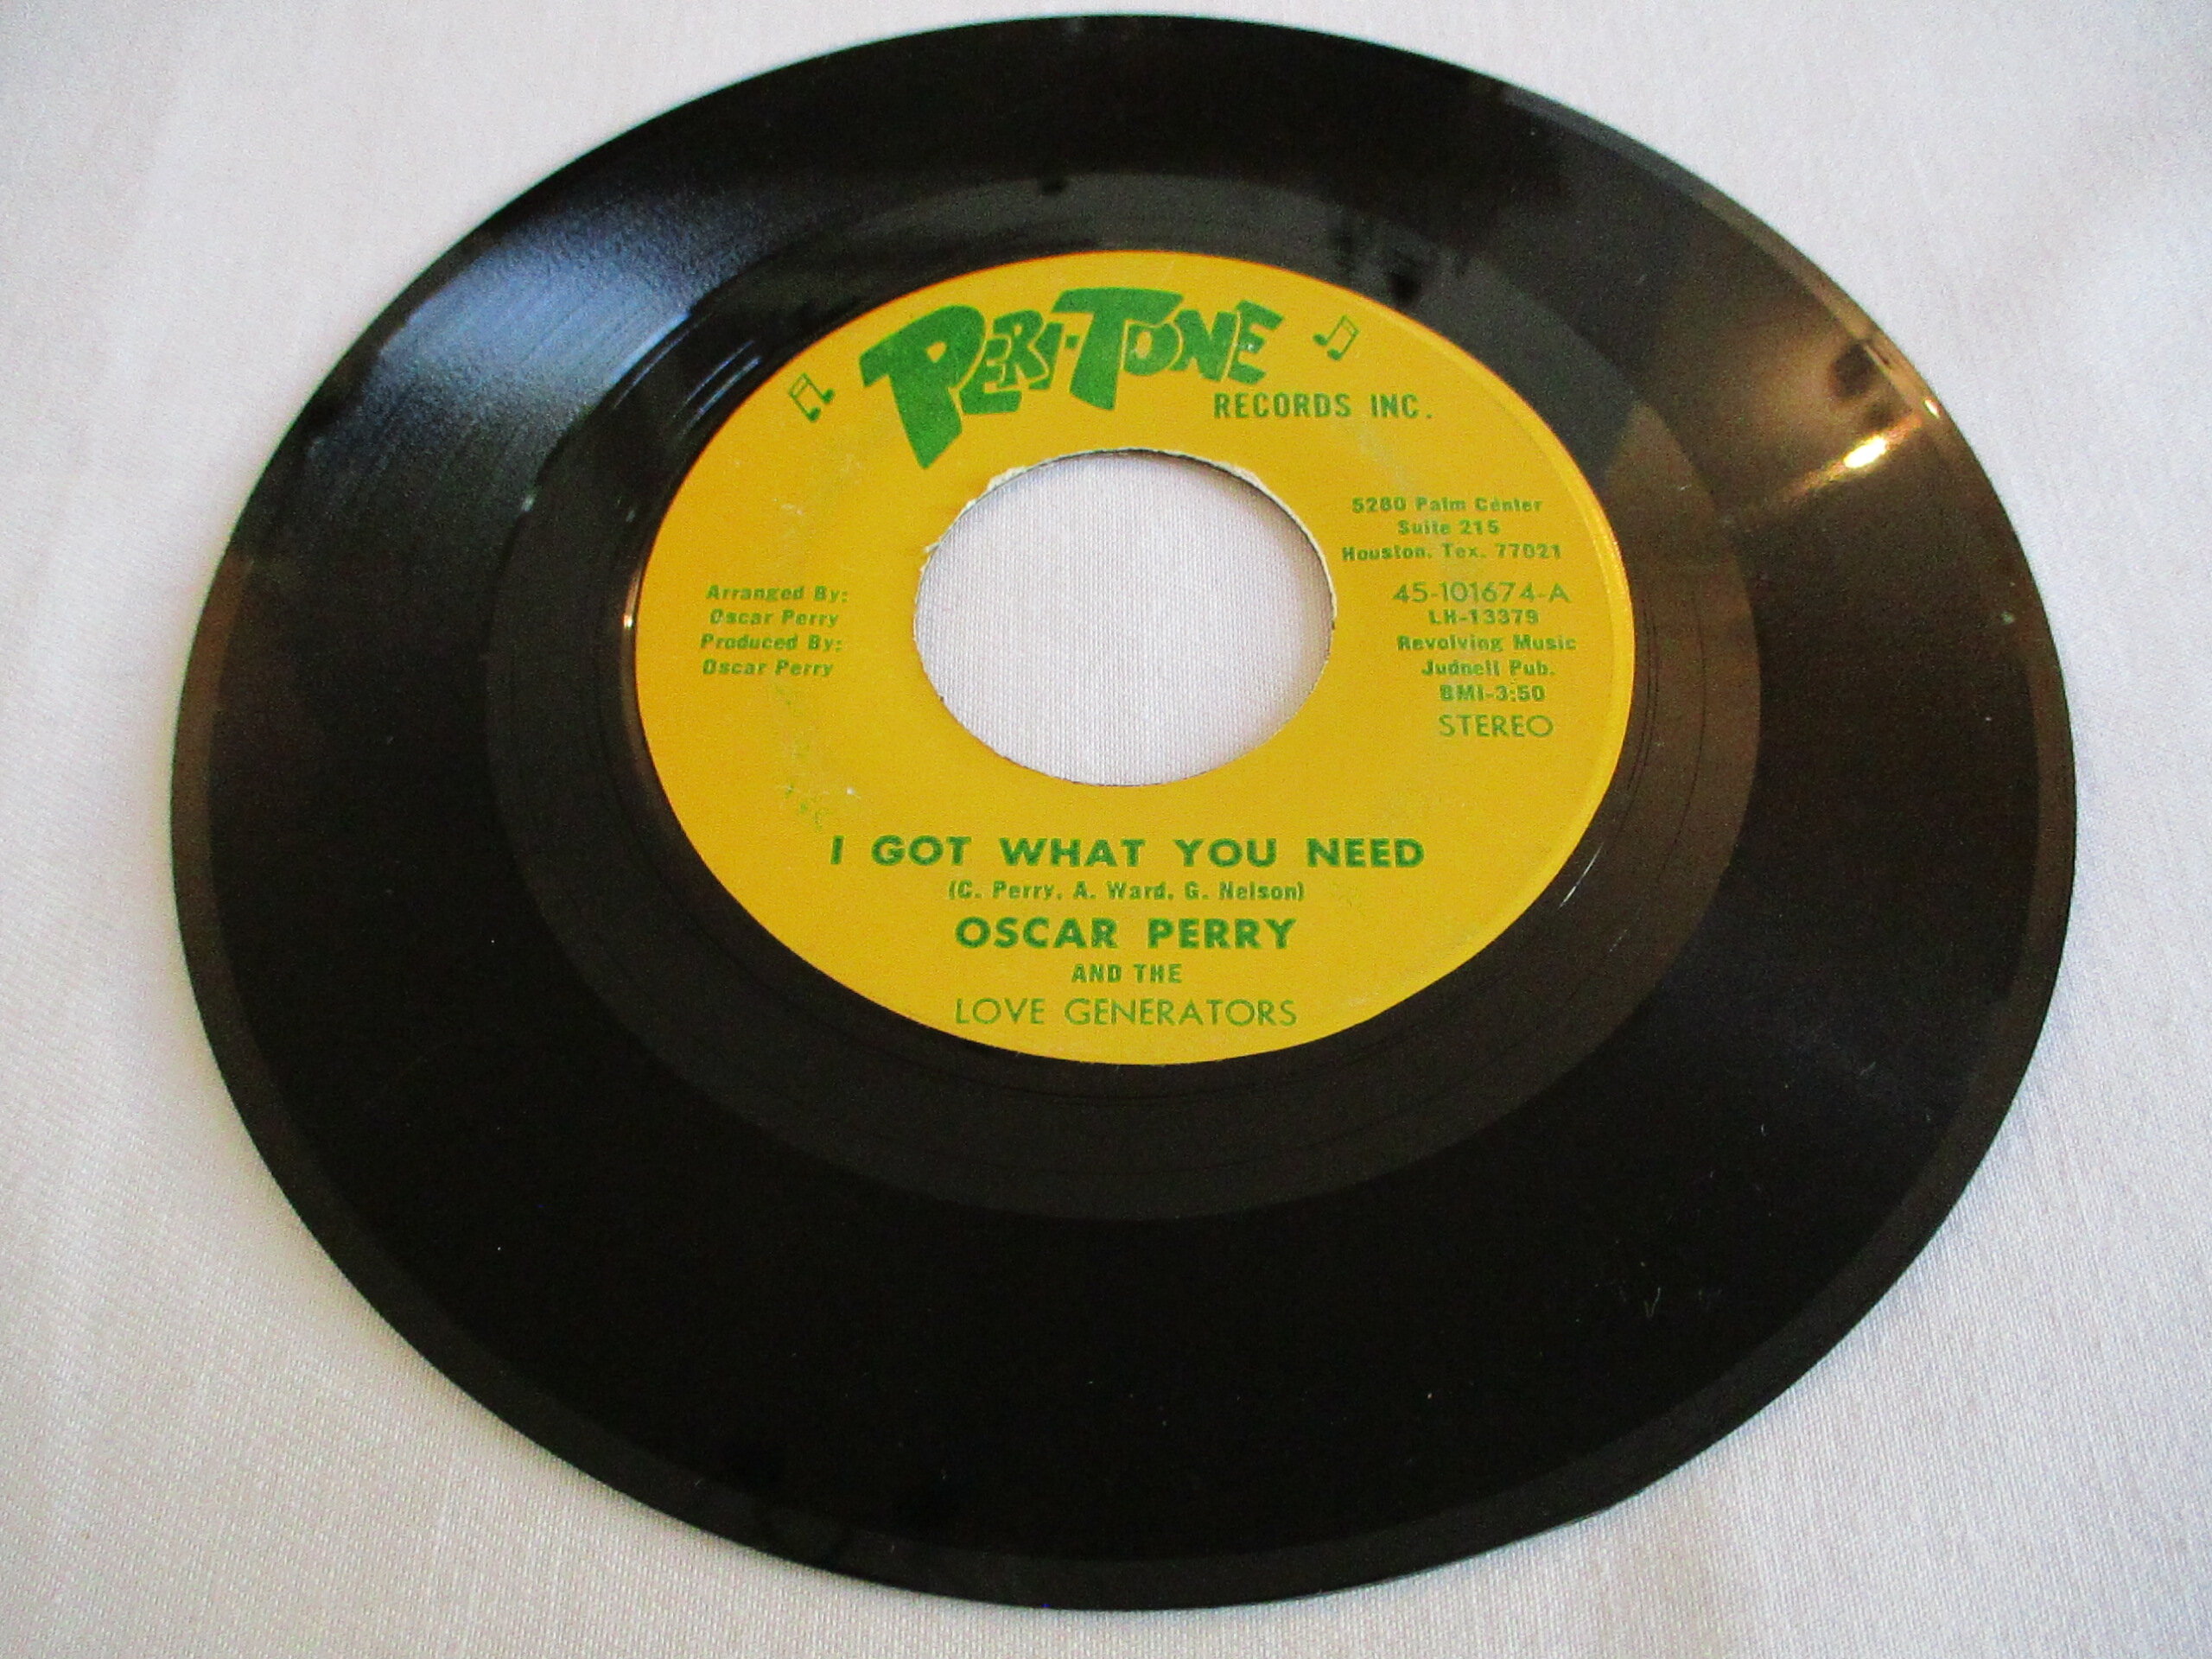 PERI-TONE
RECORDS INC.
5280 Palm Center
Suite 215
Houston, Tex. 77021
45-101674-A
LH-13379
Revolving Music
Judnell Pub.
BMI-3:50
STEREO
Arranged By:
Oscar Perry
Produced By:
Oscar Perry
I GOT WHAT YOU NEED
(C. Perry, A. Ward, G. Nelson)
OSCAR PERRY
AND THE
LOVE GENERATORS